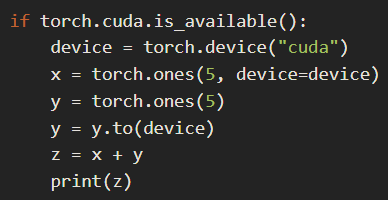 if torch.cuda.is_available():
    device = torch.device("cuda")
    x = torch.ones(5, device=device)
    y = torch.ones(5)
    y = y.to(device)
    z = x + y
    print(z)